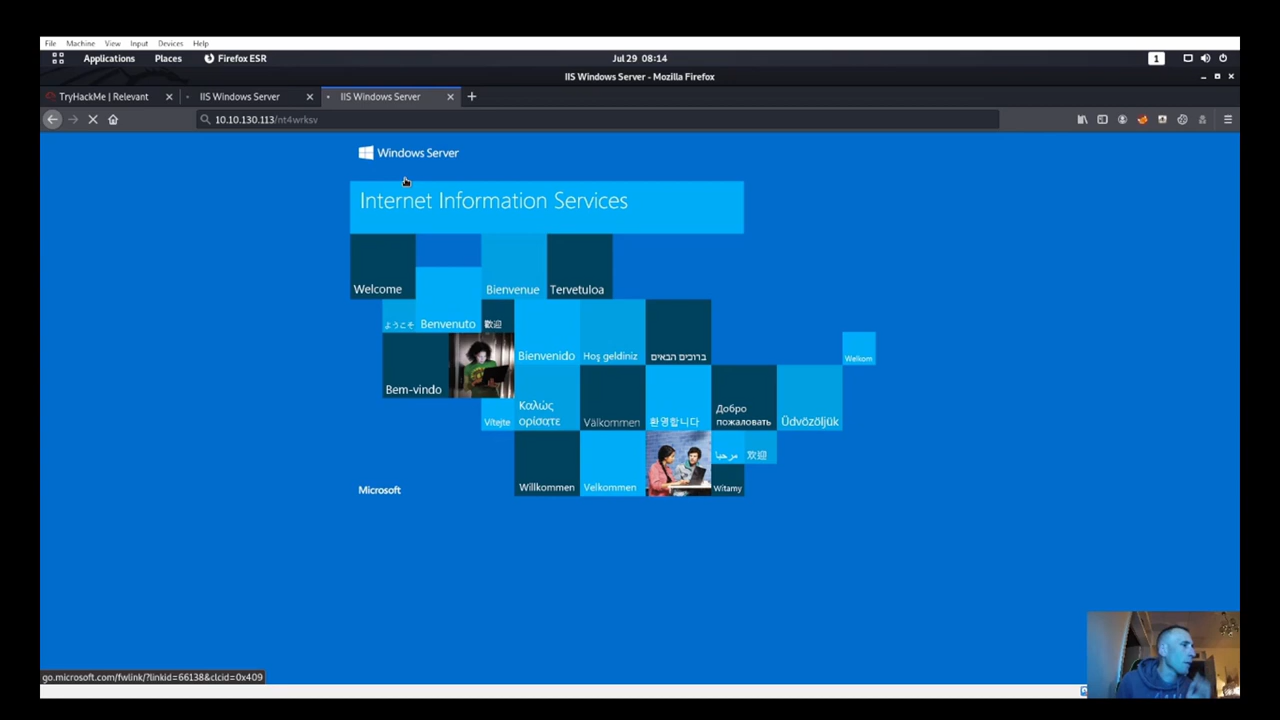 File Machine View Input Devices Help
Applications Places Firefox ESR Jul 29 08:14 1
IIS Windows Server - Mozilla Firefox
TryHackMe | Relevant IIS Windows Server IIS Windows Server
10.10.130.113/nt4wrksv
Windows Server
Internet Information Services
Welcome Bienvenue Tervetuloa
ようこそ Benvenuto 歡迎
Bienvenido Hoş geldiniz ברוכים הבאים Welkom
Bem-vindo
Vítejte Καλώς ορίσατε Välkommen 환영합니다 Добро пожаловать Üdvözöljük
مرحبا 欢迎
Microsoft Willkommen Velkommen Witamy
go.microsoft.com/fwlink/?linkid=66138&clcid=0x409